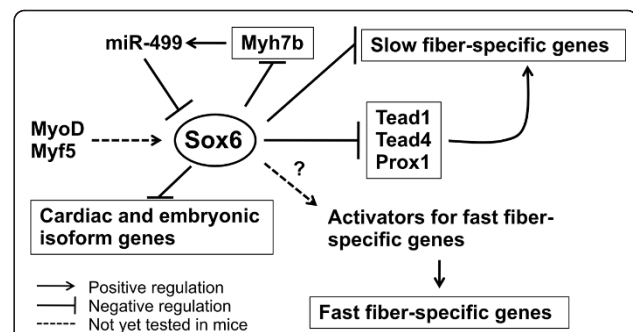 miR-499
Myh7b
Slow fiber-specific genes
MyoD
Myf5
Sox6
Tead1
Tead4
Prox1
?
Cardiac and embryonic
isoform genes
Activators for fast fiber-
specific genes
Positive regulation
Negative regulation
Not yet tested in mice
Fast fiber-specific genes